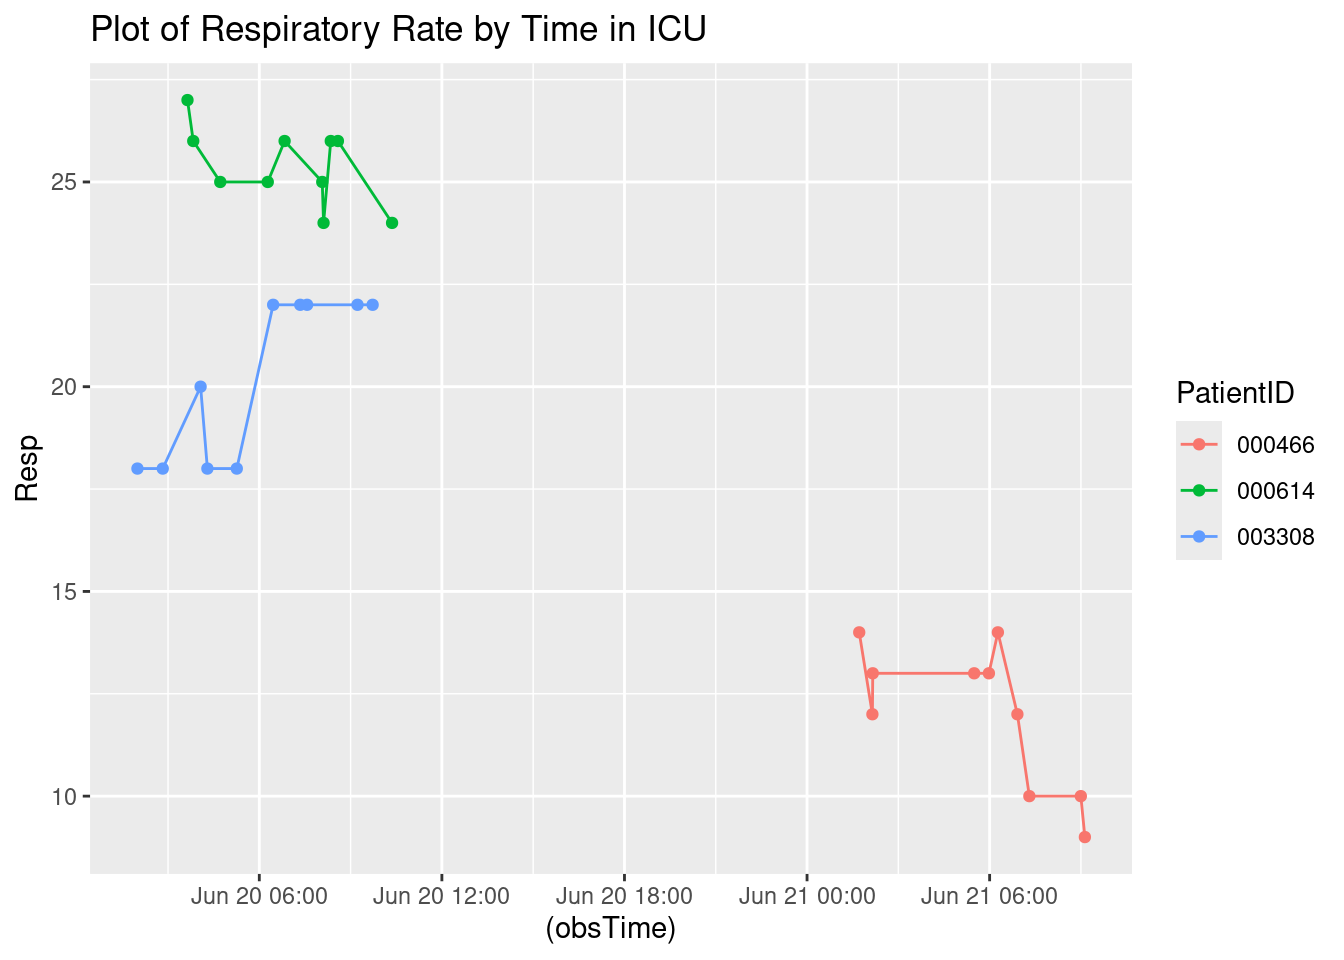 Plot of Respiratory Rate by Time in ICU
25
20
15
10
Resp
Jun 20 06:00
Jun 20 12:00
Jun 20 18:00
Jun 21 00:00
Jun 21 06:00
(obsTime)
PatientID
000466
000614
003308